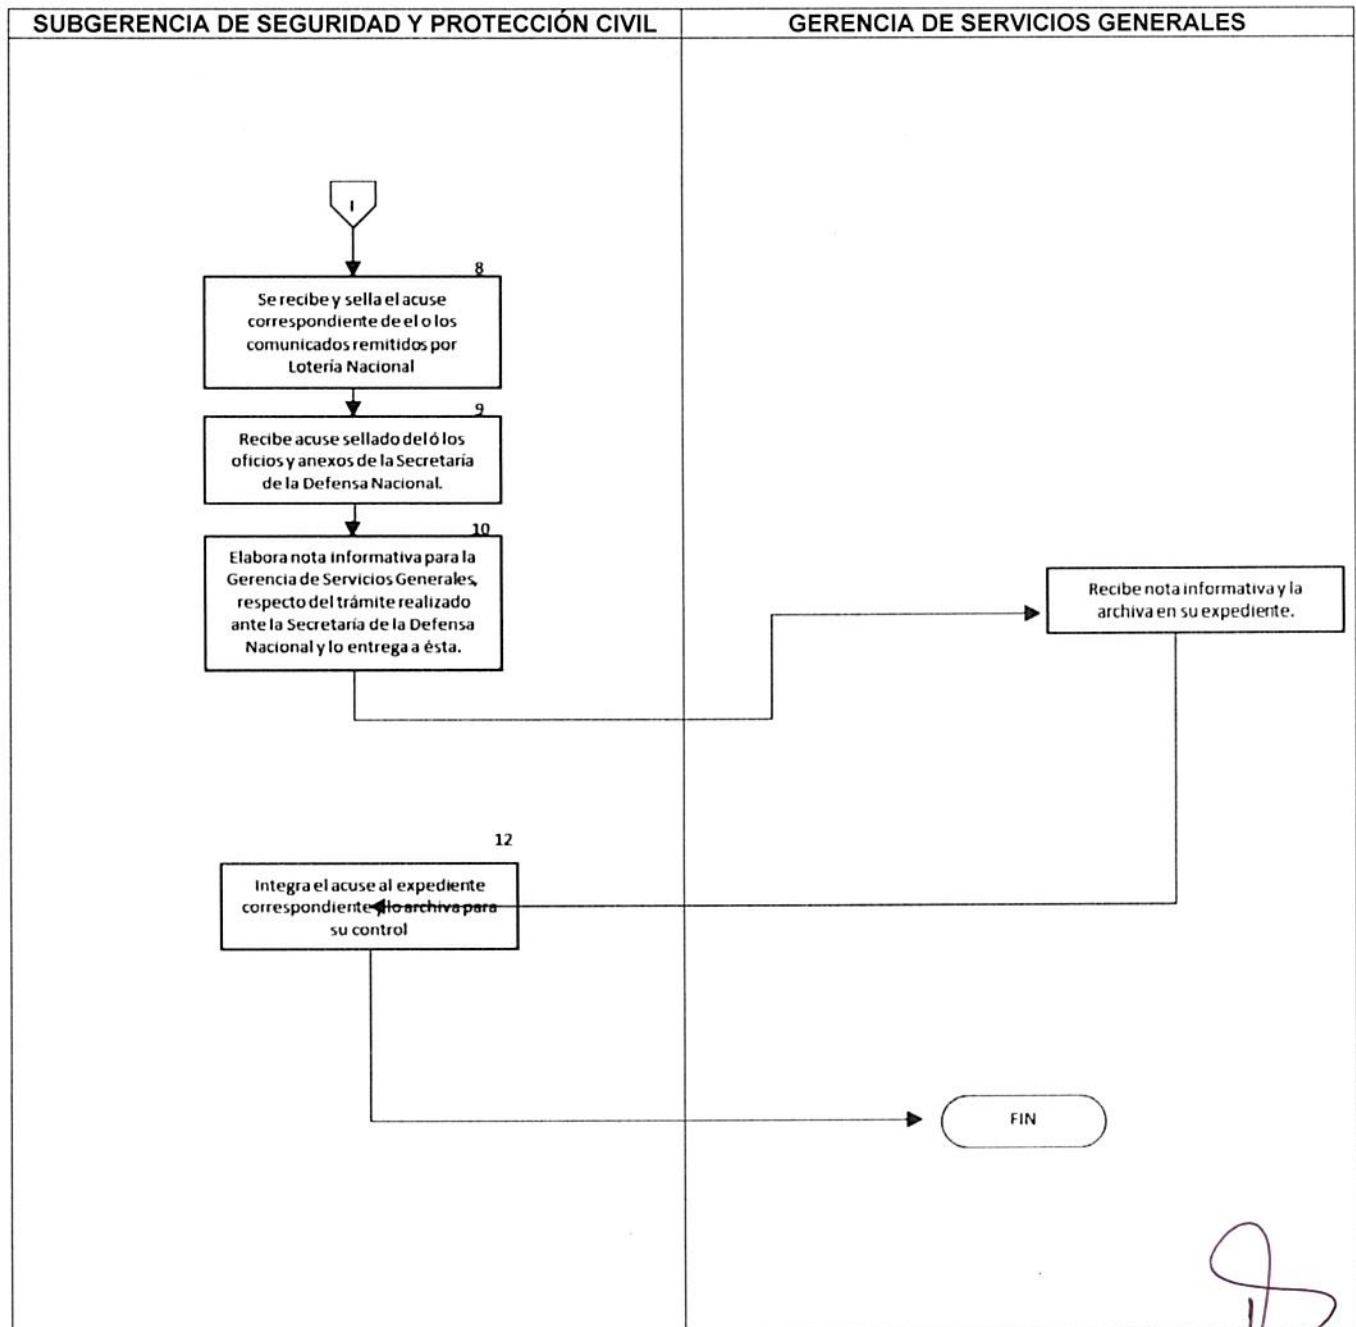 SUBGERENCIA DE SEGURIDAD Y PROTECCIÓN CIVIL
GERENCIA DE SERVICIOS GENERALES
I
8
Se recibe y sella el acuse
correspondiente de el o los
comunicados remitidos por
Lotería Nacional
9
Recibe acuse sellado del ó los
oficios y anexos de la Secretaría
de la Defensa Nacional.
10
Elabora nota informativa para la
Gerencia de Servicios Generales,
respecto del trámite realizado
ante la Secretaría de la Defensa
Nacional y lo entrega a ésta.
Recibe nota informativa y la
archiva en su expediente.
12
Integra el acuse al expediente
correspondiente y lo archiva para
su control
FIN